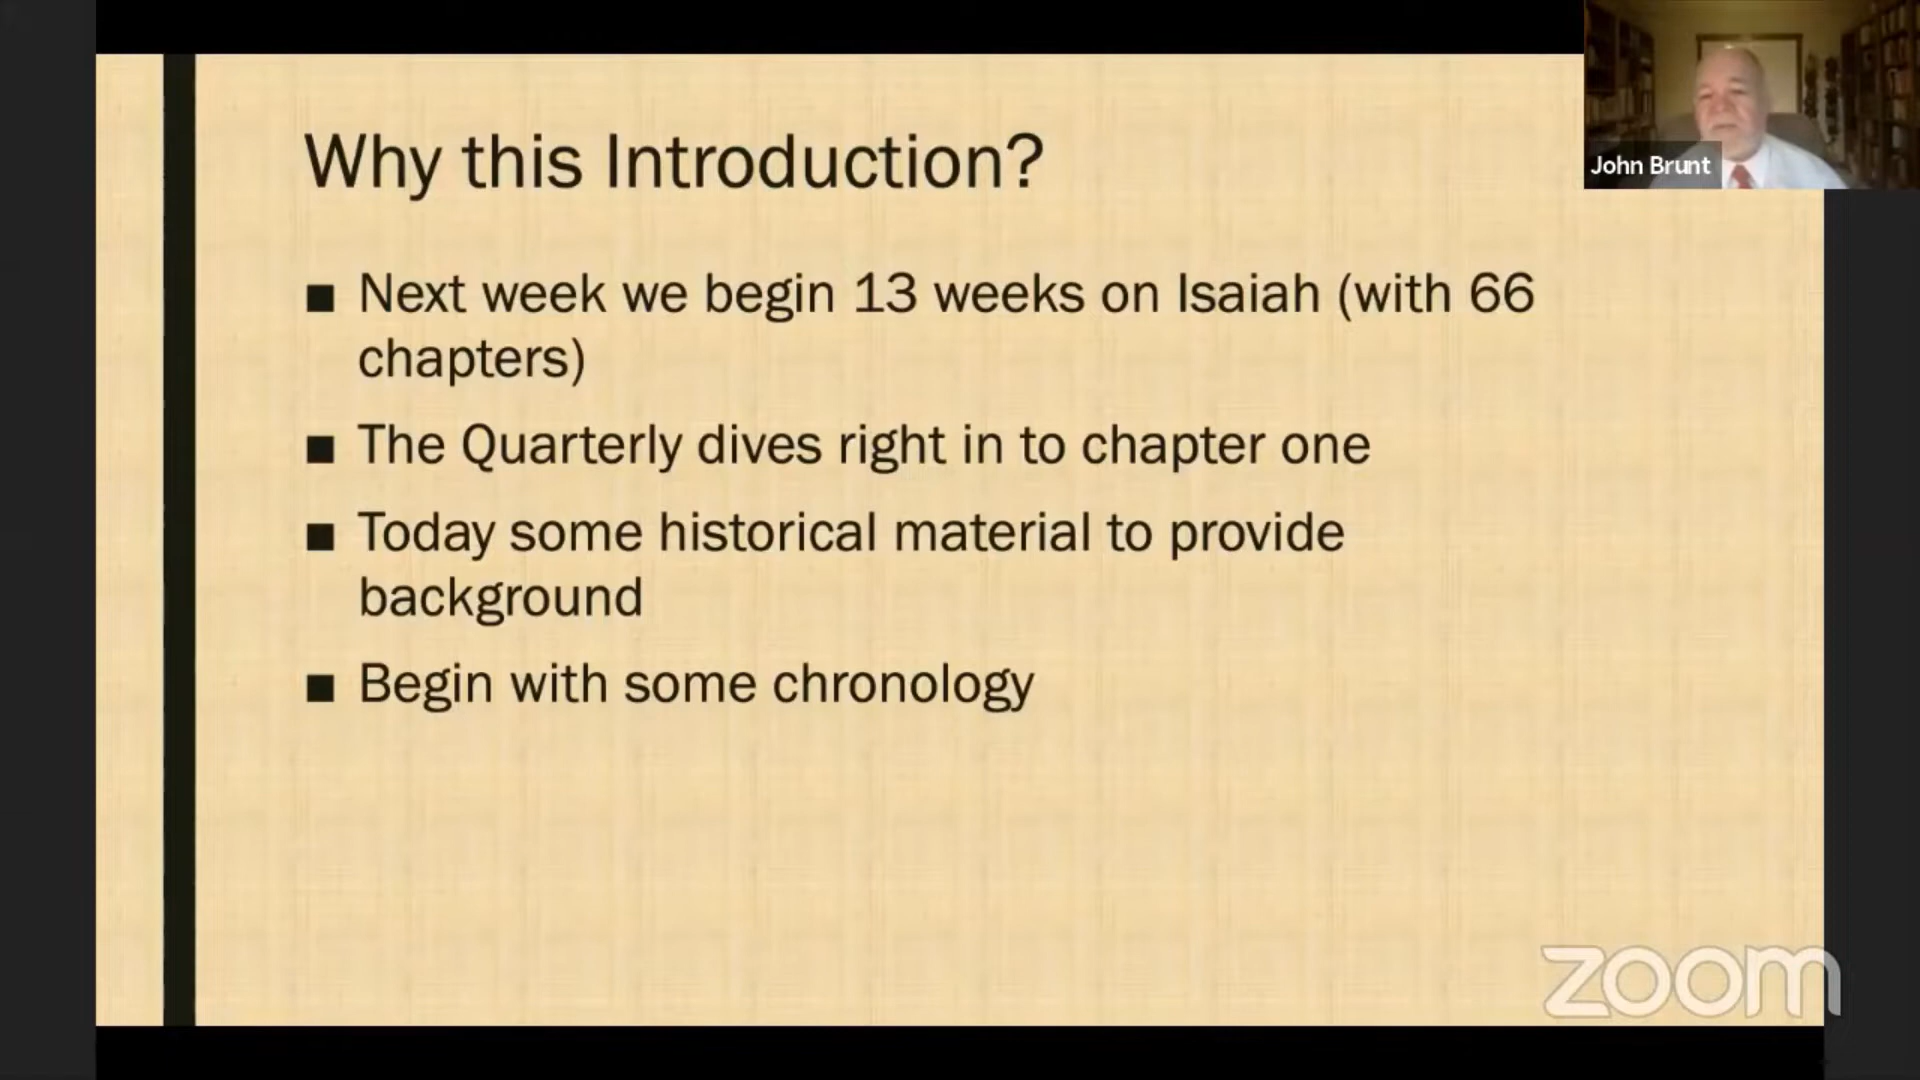 Why this Introduction?
John Brunt
■ Next week we begin 13 weeks on Isaiah (with 66
chapters)
■ The Quarterly dives right in to chapter one
■ Today some historical material to provide
background
■ Begin with some chronology
zoom